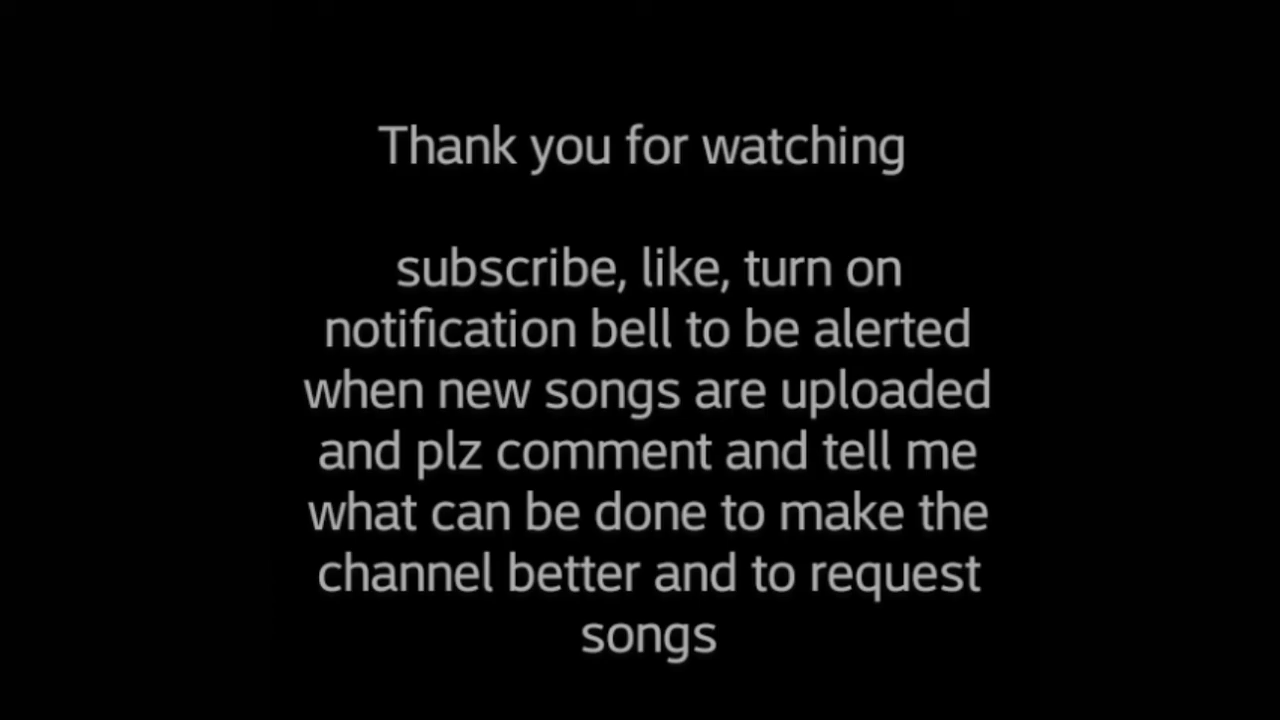 Thank you for watching
subscribe, like, turn on
notification bell to be alerted
when new songs are uploaded
and plz comment and tell me
what can be done to make the
channel better and to request
songs